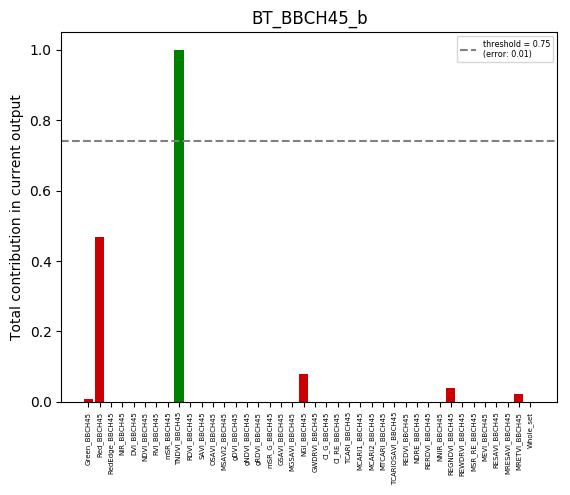 BT_BBCH45_b
threshold = 0.75
(error: 0.01)
Total contribution in current output
1.0
0.8
0.6
0.4
0.2
0.0
Green_BBCH45
Red_BBCH45
RedEdge_BBCH45
NIR_BBCH45
DVI_BBCH45
NDVI_BBCH45
RVI_BBCH45
mSR_BBCH45
TNDVI_BBCH45
RDVI_BBCH45
SAVI_BBCH45
OSAVI_BBCH45
MSAVI2_BBCH45
gDVI_BBCH45
gNDVI_BBCH45
gRDVI_BBCH45
mSR_G_BBCH45
GSAVI_BBCH45
MGSAVI_BBCH45
NGI_BBCH45
GWDRVI_BBCH45
CI_G_BBCH45
CI_RE_BBCH45
TCARI_BBCH45
MCARI1_BBCH45
MCARI2_BBCH45
MTCARI_BBCH45
TCARIOSAVI_BBCH45
REDVI_BBCH45
NDRE_BBCH45
RERDVI_BBCH45
NNIR_BBCH45
REGNDVI_BBCH45
REWDRVI_BBCH45
MSR_RE_BBCH45
MEVI_BBCH45
RESAVI_BBCH45
MRESAVI_BBCH45
MRETVI_BBCH45
Whole_set